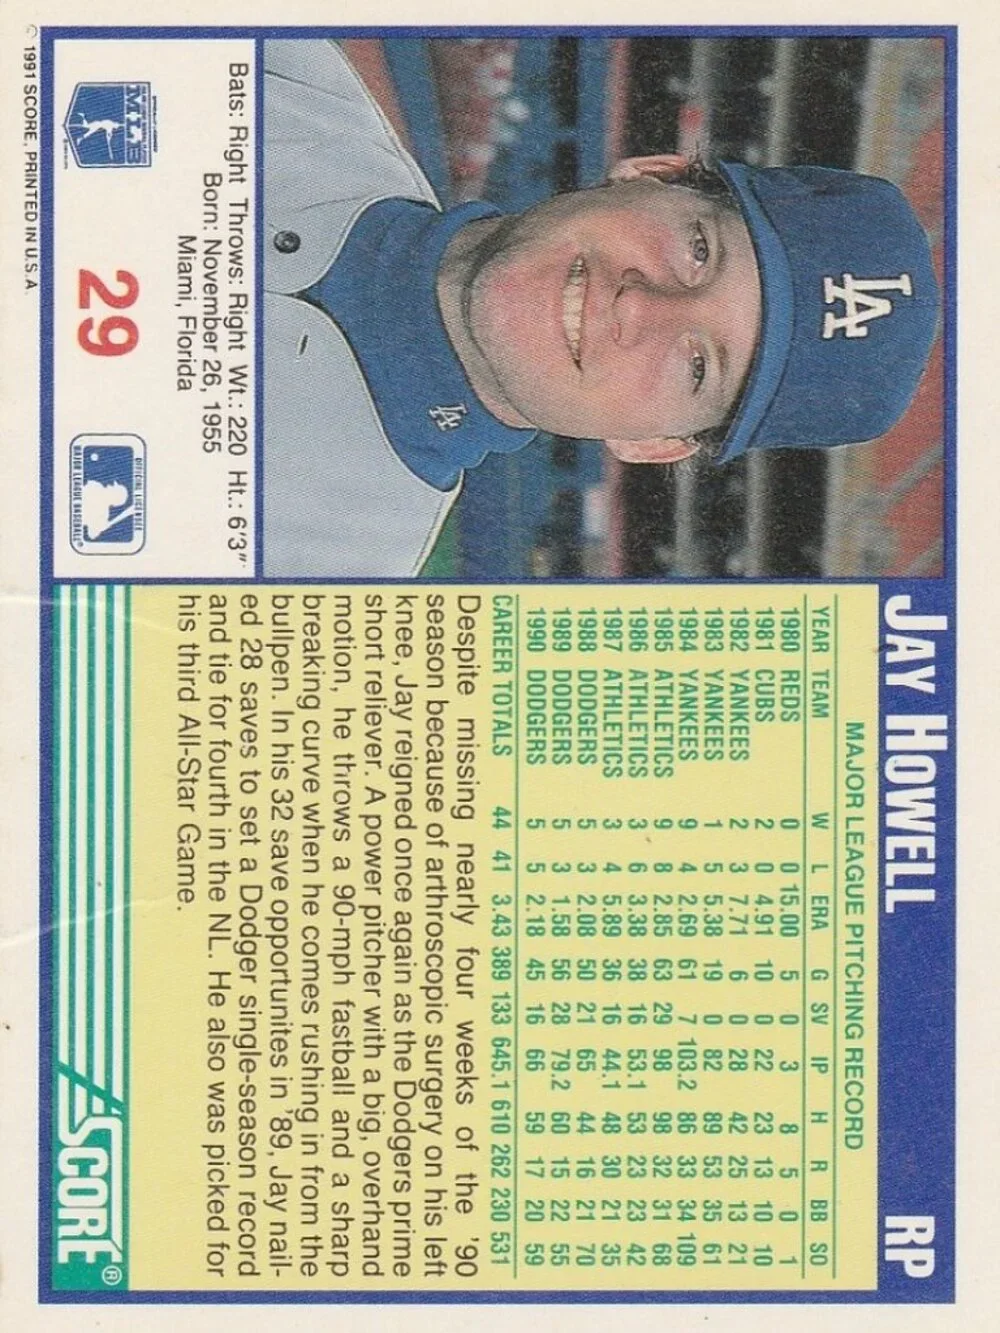 JAY HOWELL RP
MAJOR LEAGUE PITCHING RECORD
YEAR TEAM W L ERA G SV IP H R BB SO
1980 REDS 0 0 15.00 5 0 3 8 5 0 1
1981 CUBS 2 0 4.91 10 0 22 23 13 10 10
1982 YANKEES 2 3 7.71 6 0 28 42 25 13 21
1983 YANKEES 1 5 5.38 19 0 82 89 53 35 61
1984 YANKEES 9 4 2.69 61 7 103.2 86 33 34 109
1985 ATHLETICS 9 8 2.85 63 29 98 98 32 31 68
1986 ATHLETICS 3 6 3.38 38 16 53.1 53 23 23 42
1987 ATHLETICS 3 4 5.89 36 16 44.1 48 30 21 35
1988 DODGERS 5 3 2.08 50 21 65 44 16 21 70
1989 DODGERS 5 3 1.58 56 28 79.2 60 15 22 55
1990 DODGERS 5 5 2.18 45 16 66 59 17 20 59
CAREER TOTALS 44 41 3.43 389 133 645.1 610 262 230 531
Despite missing nearly four weeks of the '90
season because of arthroscopic surgery on his left
knee, Jay reigned once again as the Dodgers prime
short reliever. A power pitcher with a big, overhand
motion, he throws a 90-mph fastball and a sharp
breaking curve when he comes rushing in from the
bullpen. In his 32 save opportunites in '89, Jay nail-
ed 28 saves to set a Dodger single-season record
and tie for fourth in the NL. He also was picked for
his third All-Star Game.
SCORE®
LA
LA
Bats: Right Throws: Right Wt.: 220 Ht.: 6'3"
Born: November 26, 1955
Miami, Florida
MLB
29
OFFICIAL LICENSEE
MAJOR LEAGUE BASEBALL®
© 1991 SCORE, PRINTED IN U.S.A.